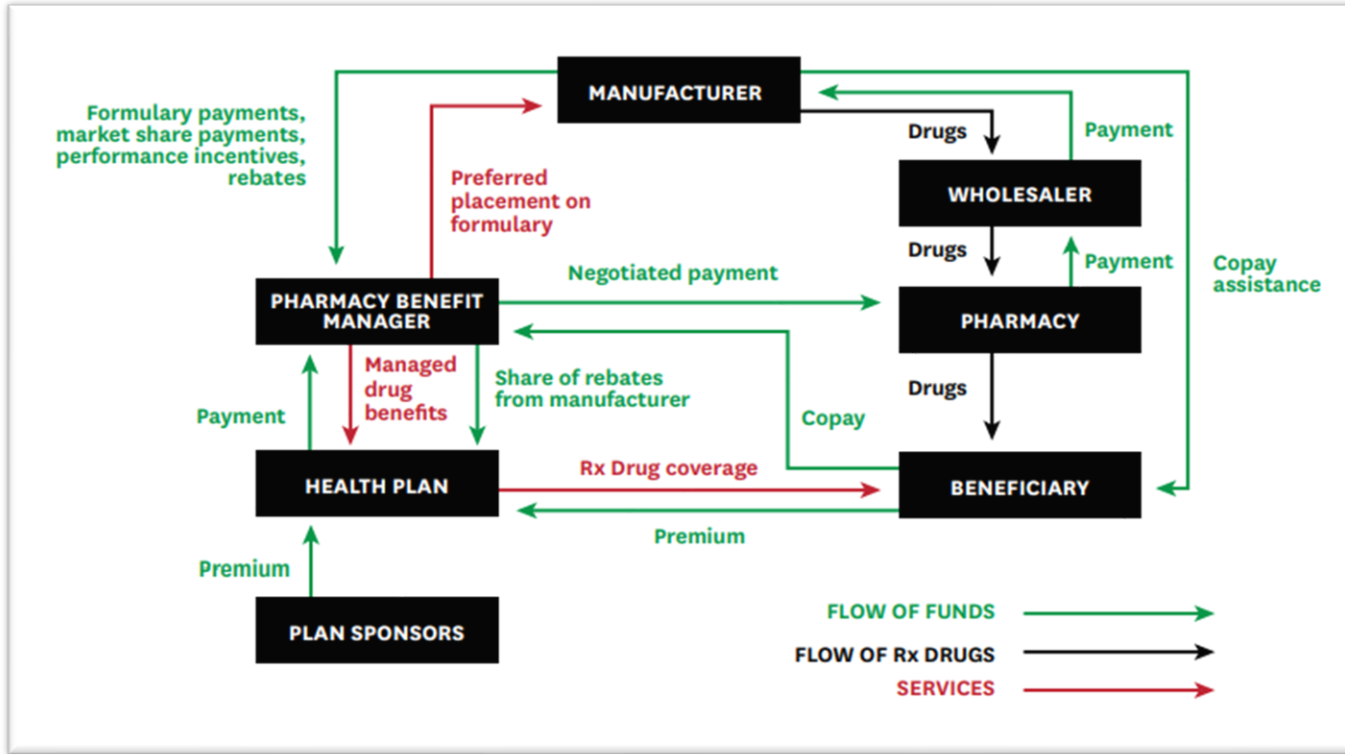 MANUFACTURER
Formulary payments,
market share payments,
performance incentives,
rebates
Drugs
Payment
Preferred
placement on
formulary
WHOLESALER
Drugs
Payment
Copay
assistance
Negotiated payment
PHARMACY BENEFIT
MANAGER
PHARMACY
Managed
drug
benefits
Share of rebates
from manufacturer
Drugs
Payment
Copay
HEALTH PLAN
Rx Drug coverage
BENEFICIARY
Premium
Premium
PLAN SPONSORS
FLOW OF FUNDS
FLOW OF Rx DRUGS
SERVICES